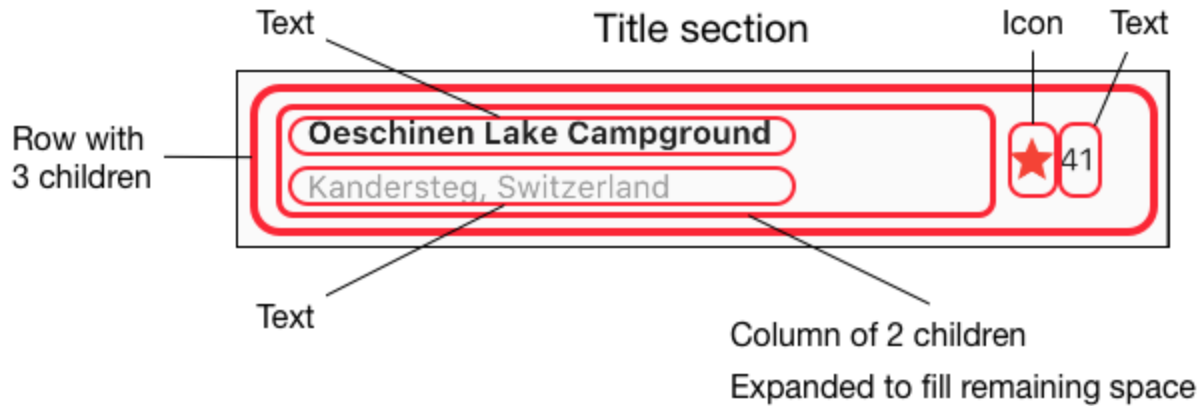 Text
Title section
Icon
Text
Row with
3 children
Oeschinen Lake Campground
41
Kandersteg, Switzerland
Text
Column of 2 children
Expanded to fill remaining space